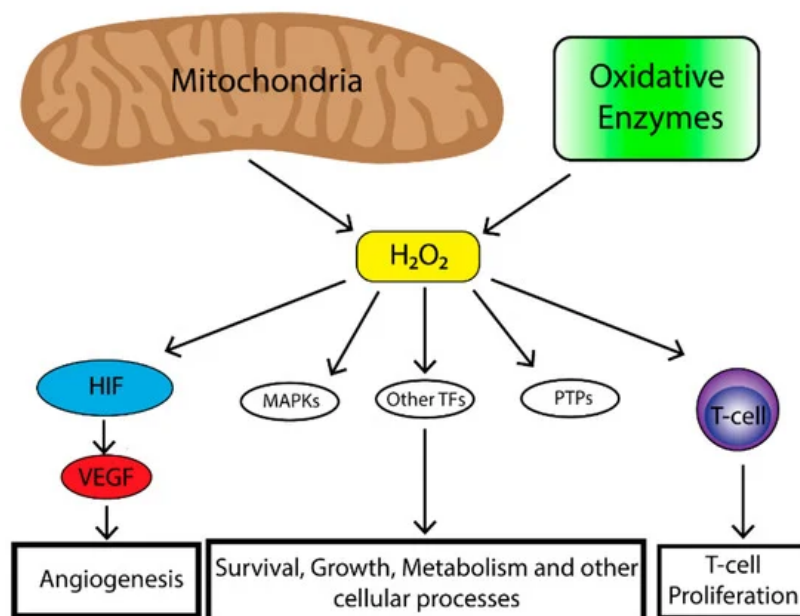 Mitochondria
Oxidative
Enzymes
H₂O₂
HIF
MAPKs
Other TFs
PTPs
T-cell
VEGF
Angiogenesis
Survival, Growth, Metabolism and other
cellular processes
T-cell
Proliferation